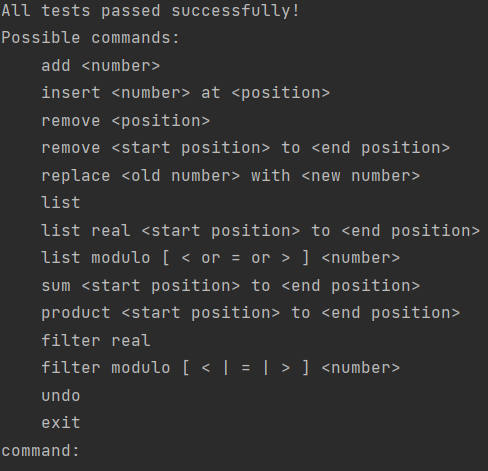 All tests passed successfully!
Possible commands:
    add <number>
    insert <number> at <position>
    remove <position>
    remove <start position> to <end position>
    replace <old number> with <new number>
    list
    list real <start position> to <end position>
    list modulo [ < or = or > ] <number>
    sum <start position> to <end position>
    product <start position> to <end position>
    filter real
    filter modulo [ < | = | > ] <number>
    undo
    exit
command: